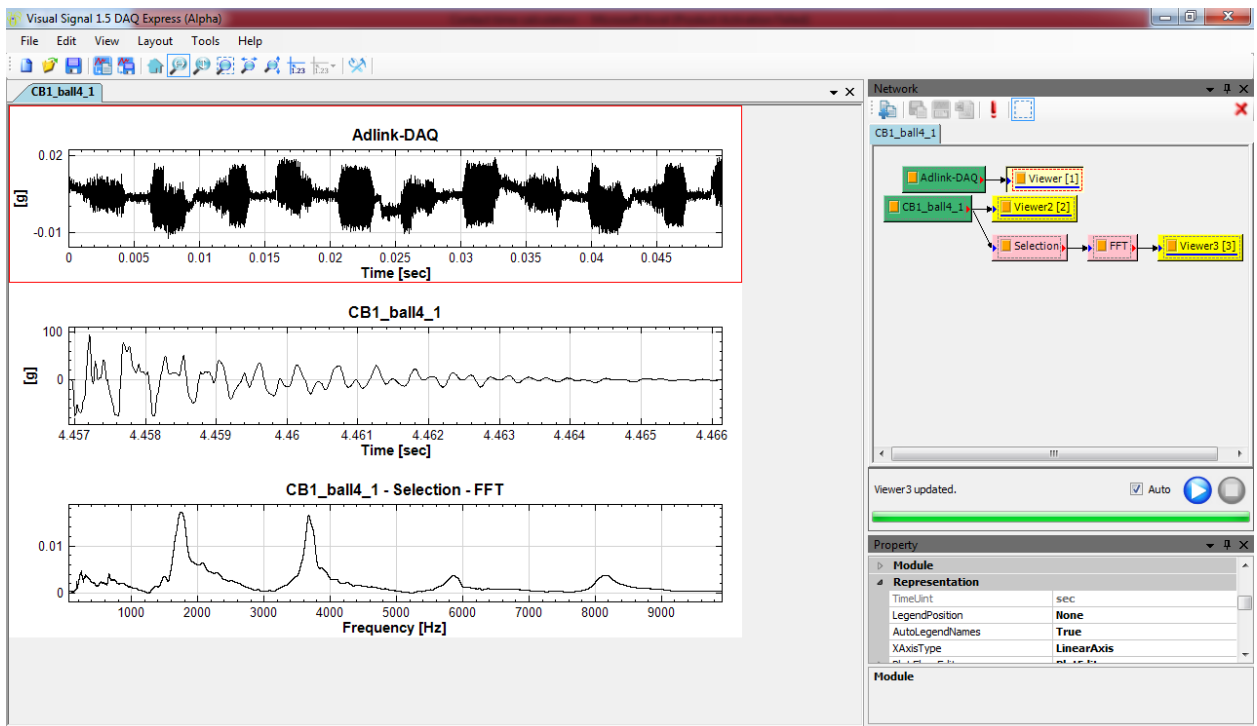 Visual Signal 1.5 DAQ Express (Alpha)
File Edit View Layout Tools Help
CB1_ball4_1
Adlink-DAQ
0.02
-0.01
[g]
0 0.005 0.01 0.015 0.02 0.025 0.03 0.035 0.04 0.045
Time [sec]
CB1_ball4_1
100
0
[g]
4.457 4.458 4.459 4.46 4.461 4.462 4.463 4.464 4.465 4.466
Time [sec]
CB1_ball4_1 - Selection - FFT
0.01
0
1000 2000 3000 4000 5000 6000 7000 8000 9000
Frequency [Hz]
Network
CB1_ball4_1
Adlink-DAQ Viewer [1]
CB1_ball4_1 Viewer2 [2]
Selection FFT Viewer3 [3]
Viewer3 updated. Auto
Property
Module
Representation
TimeUint sec
LegendPosition None
AutoLegendNames True
XAxisType LinearAxis
Module